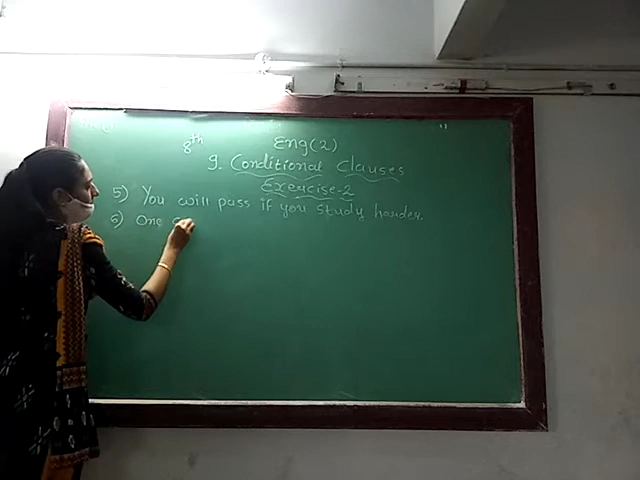 8th Eng(2)
9. Conditional Clauses
Exercise-2
5) You will pass if you study harder.
6) One